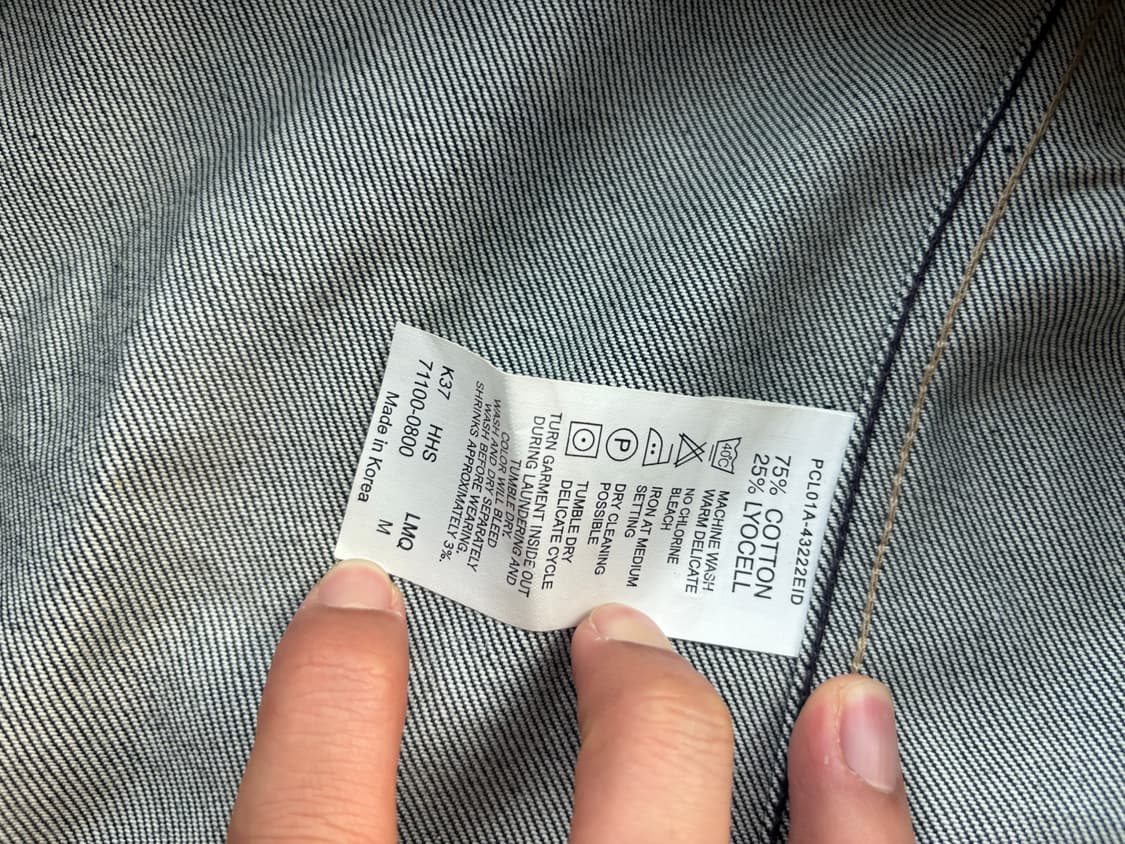 PCL01A-43222EID
75% COTTON
25% LYOCELL
40°C
MACHINE WASH
WARM DELICATE
NO CHLORINE
BLEACH
IRON AT MEDIUM
SETTING
P
DRY CLEANING
POSSIBLE
TUMBLE DRY
DELICATE CYCLE
TURN GARMENT INSIDE OUT
DURING LAUNDERING AND
TUMBLE DRY.
COLOR WILL BLEED
WASH AND DRY SEPARATELY
WASH BEFORE WEARING,
SHRINKS APPROXIMATELY 3%.
K37 HHS LMQ
71100-0800 M
Made in Korea